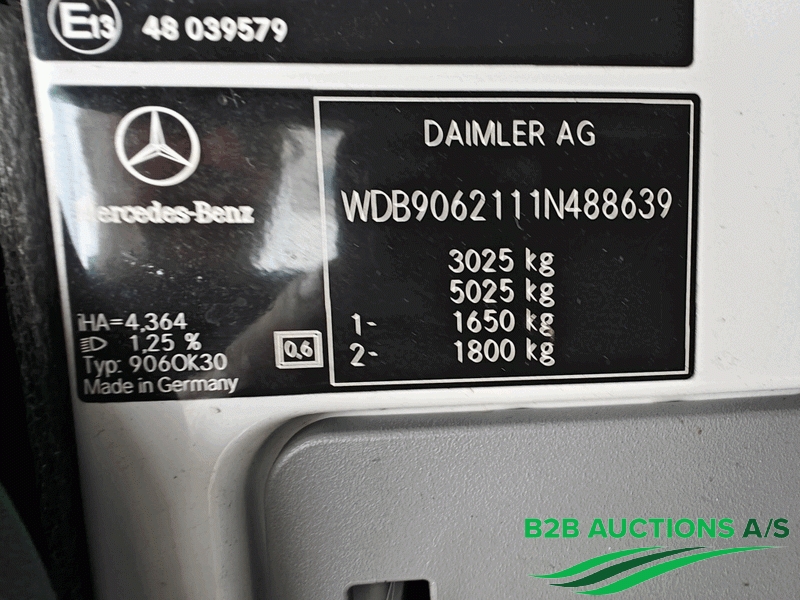 E13 48 039579
Mercedes-Benz
iHA=4,364
1,25 %
Typ: 906OK30
Made in Germany
0,6
DAIMLER AG
WDB9062111N488639
3025 kg
5025 kg
1- 1650 kg
2- 1800 kg
B2B AUCTIONS A/S